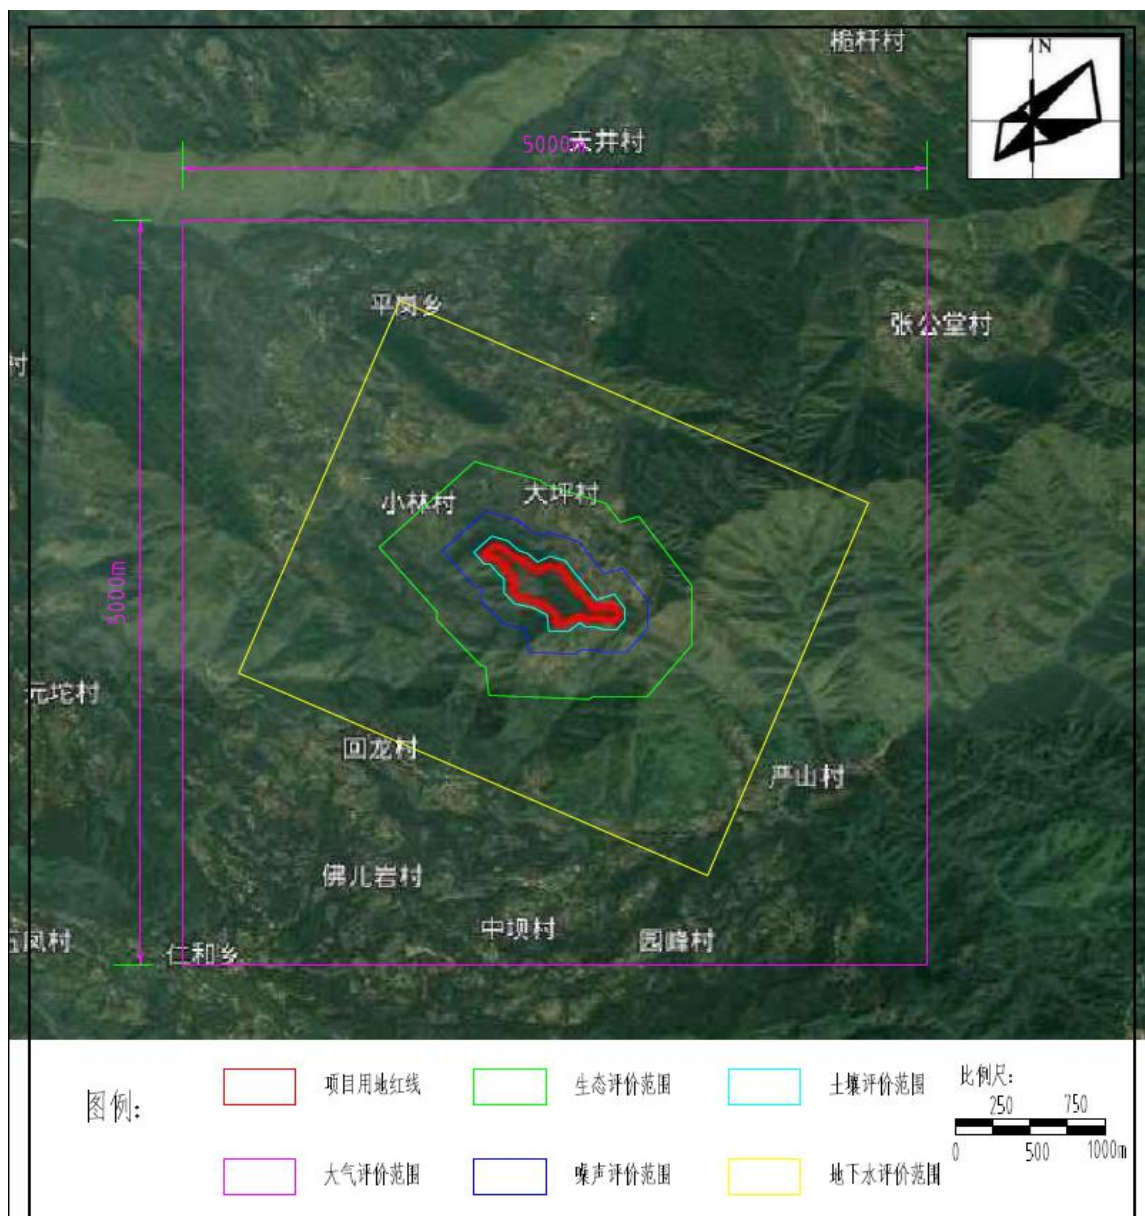 桅杆村
N
天井村
5000m
平岗乡
张公堂村
村
小林村
大坪村
5000m
元坨村
回龙村
严山村
佛儿岩村
中坝村
园峰村
凤村
仁和乡
图例:
项目用地红线
生态评价范围
土壤评价范围
大气评价范围
噪声评价范围
地下水评价范围
比例尺:
250
750
0
500
1000m